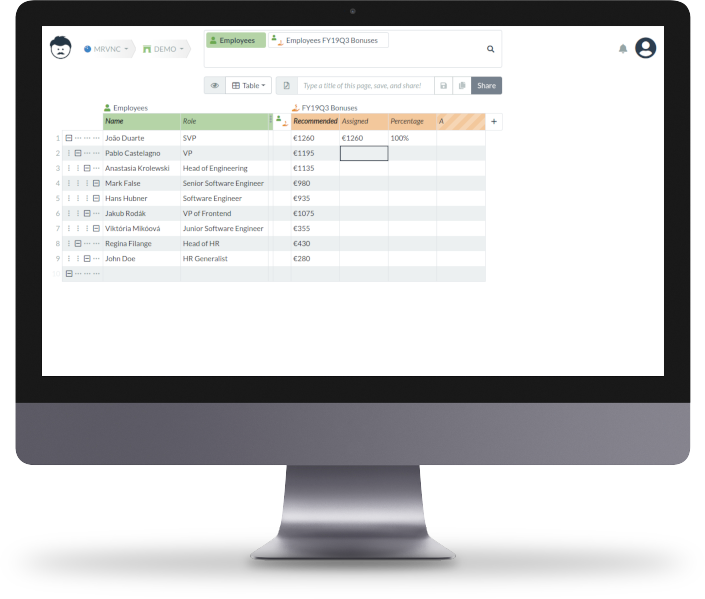 Employees
Employees FY19Q3 Bonuses
MRVNC DEMO
Table Type a title of this page, save, and share! Share
Employees FY19Q3 Bonuses
Name Role Recommended Assigned Percentage A +
1 João Duarte SVP €1260 €1260 100%
2 Pablo Castelagno VP €1195
3 Anastasia Krolewski Head of Engineering €1135
4 Mark False Senior Software Engineer €980
5 Hans Hubner Software Engineer €935
6 Jakub Rodák VP of Frontend €1075
7 Viktória Mikóová Junior Software Engineer €355
8 Regina Filange Head of HR €430
9 John Doe HR Generalist €280